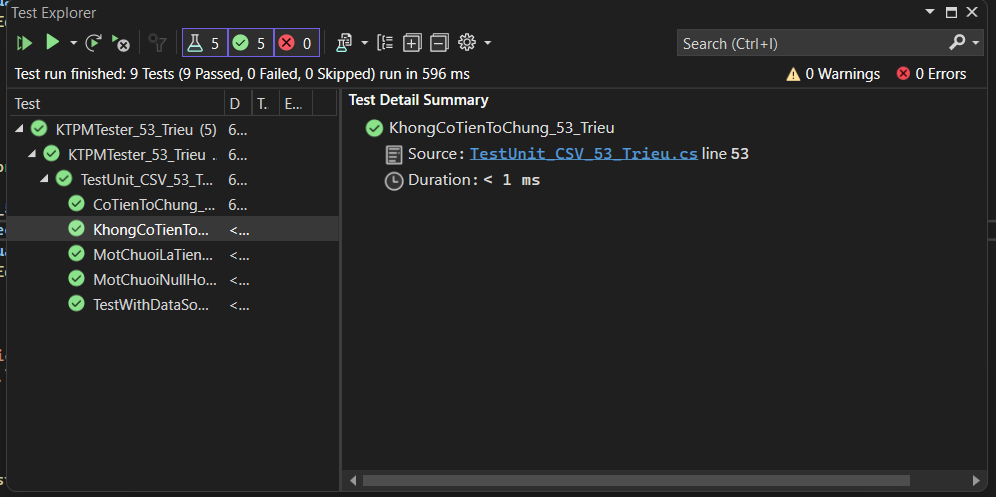 Test Explorer
5 5 0
Search (Ctrl+I)
Test run finished: 9 Tests (9 Passed, 0 Failed, 0 Skipped) run in 596 ms
0 Warnings 0 Errors
Test D T. E...
KTPMTester_53_Trieu (5) 6...
KTPMTester_53_Trieu .. 6...
TestUnit_CSV_53_T... 6...
CoTienToChung_... 6...
KhongCoTienTo... <...
MotChuoiLaTien... <...
MotChuoiNullHo... <...
TestWithDataSo... <...
Test Detail Summary
KhongCoTienToChung_53_Trieu
Source: TestUnit_CSV_53_Trieu.cs line 53
Duration: < 1 ms